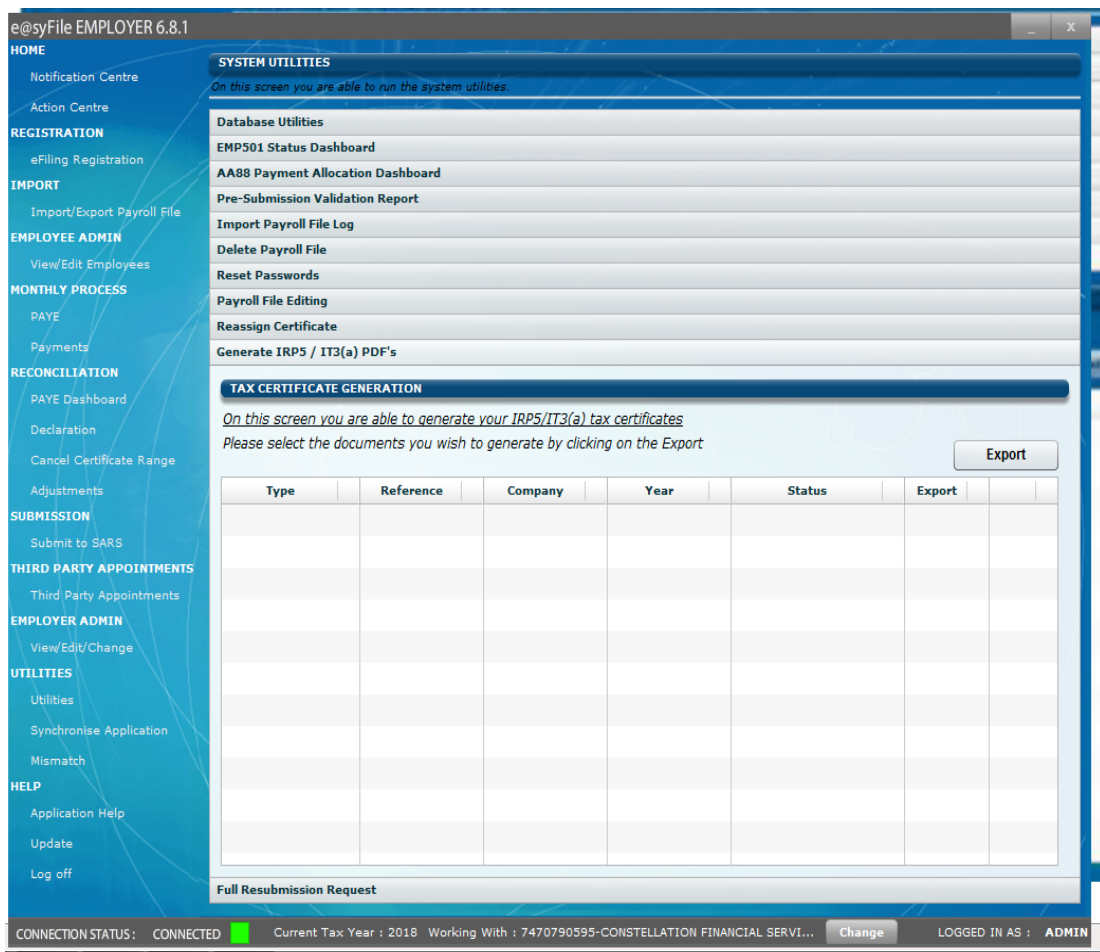 e@syFile EMPLOYER 6.8.1
_ x
HOME
Notification Centre
Action Centre
REGISTRATION
eFiling Registration
IMPORT
Import/Export Payroll File
EMPLOYEE ADMIN
View/Edit Employees
MONTHLY PROCESS
PAYE
Payments
RECONCILIATION
PAYE Dashboard
Declaration
Cancel Certificate Range
Adjustments
SUBMISSION
Submit to SARS
THIRD PARTY APPOINTMENTS
Third Party Appointments
EMPLOYER ADMIN
View/Edit/Change
UTILITIES
Utilities
Synchronise Application
Mismatch
HELP
Application Help
Update
Log off
SYSTEM UTILITIES
On this screen you are able to run the system utilities.
Database Utilities
EMP501 Status Dashboard
AA88 Payment Allocation Dashboard
Pre-Submission Validation Report
Import Payroll File Log
Delete Payroll File
Reset Passwords
Payroll File Editing
Reassign Certificate
Generate IRP5 / IT3(a) PDF's
TAX CERTIFICATE GENERATION
On this screen you are able to generate your IRP5/IT3(a) tax certificates
Please select the documents you wish to generate by clicking on the Export
Export
Type Reference Company Year Status Export
Full Resubmission Request
CONNECTION STATUS : CONNECTED Current Tax Year : 2018 Working With : 7470790595-CONSTELLATION FINANCIAL SERVI... Change LOGGED IN AS : ADMIN